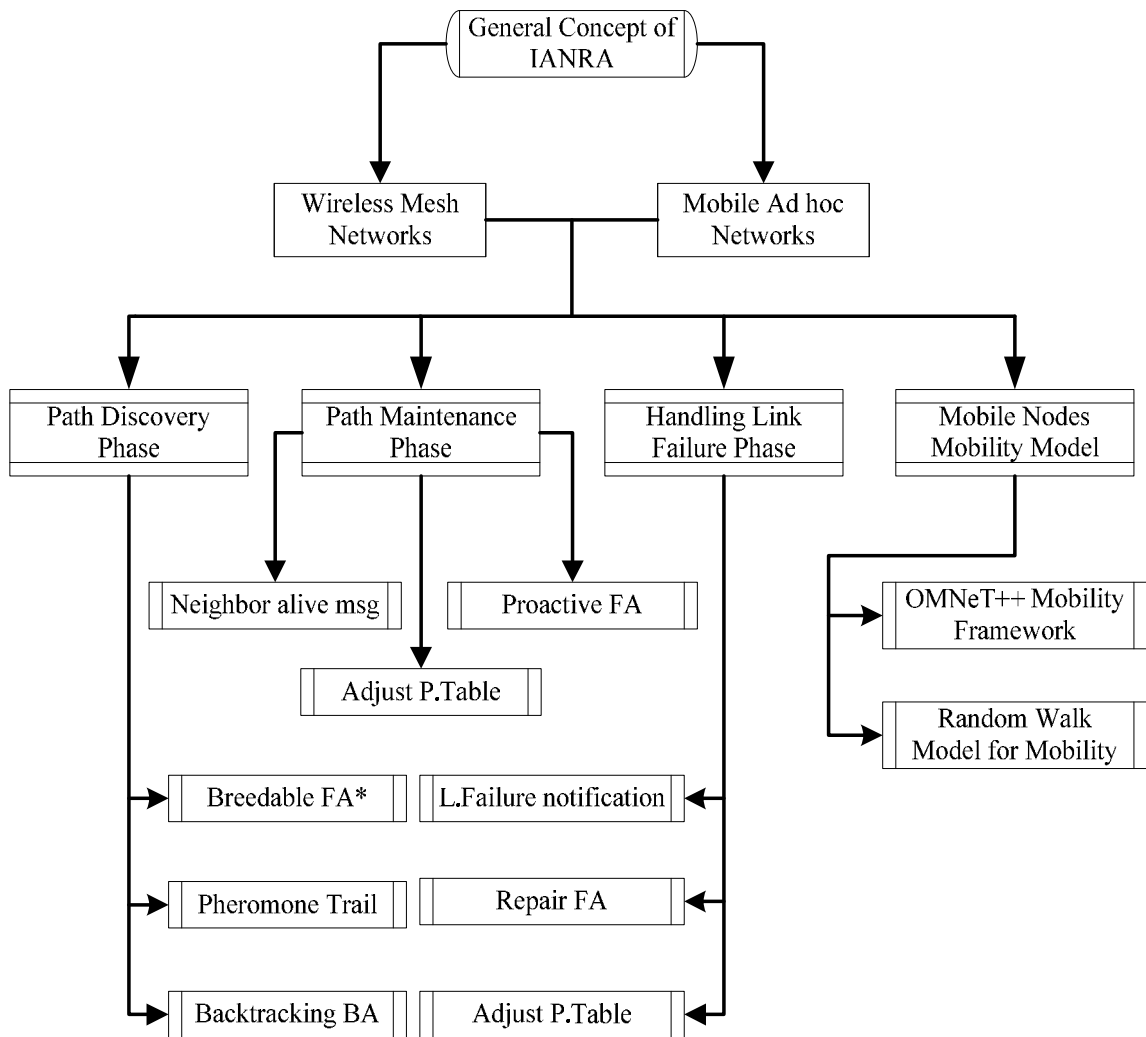 General Concept of
IANRA
Wireless Mesh
Networks
Mobile Ad hoc
Networks
Path Discovery
Phase
Path Maintenance
Phase
Handling Link
Failure Phase
Mobile Nodes
Mobility Model
Neighbor alive msg
Proactive FA
Adjust P.Table
OMNeT++ Mobility
Framework
Random Walk
Model for Mobility
Breedable FA*
L.Failure notification
Pheromone Trail
Repair FA
Backtracking BA
Adjust P.Table